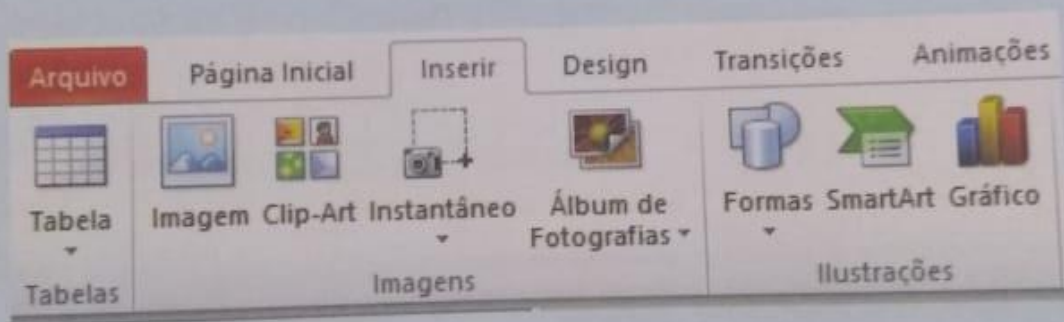 Arquivo Página Inicial Inserir Design Transições Animações
Tabela Imagem Clip-Art Instantâneo Álbum de Fotografias Formas SmartArt Gráfico
Tabelas Imagens Ilustrações